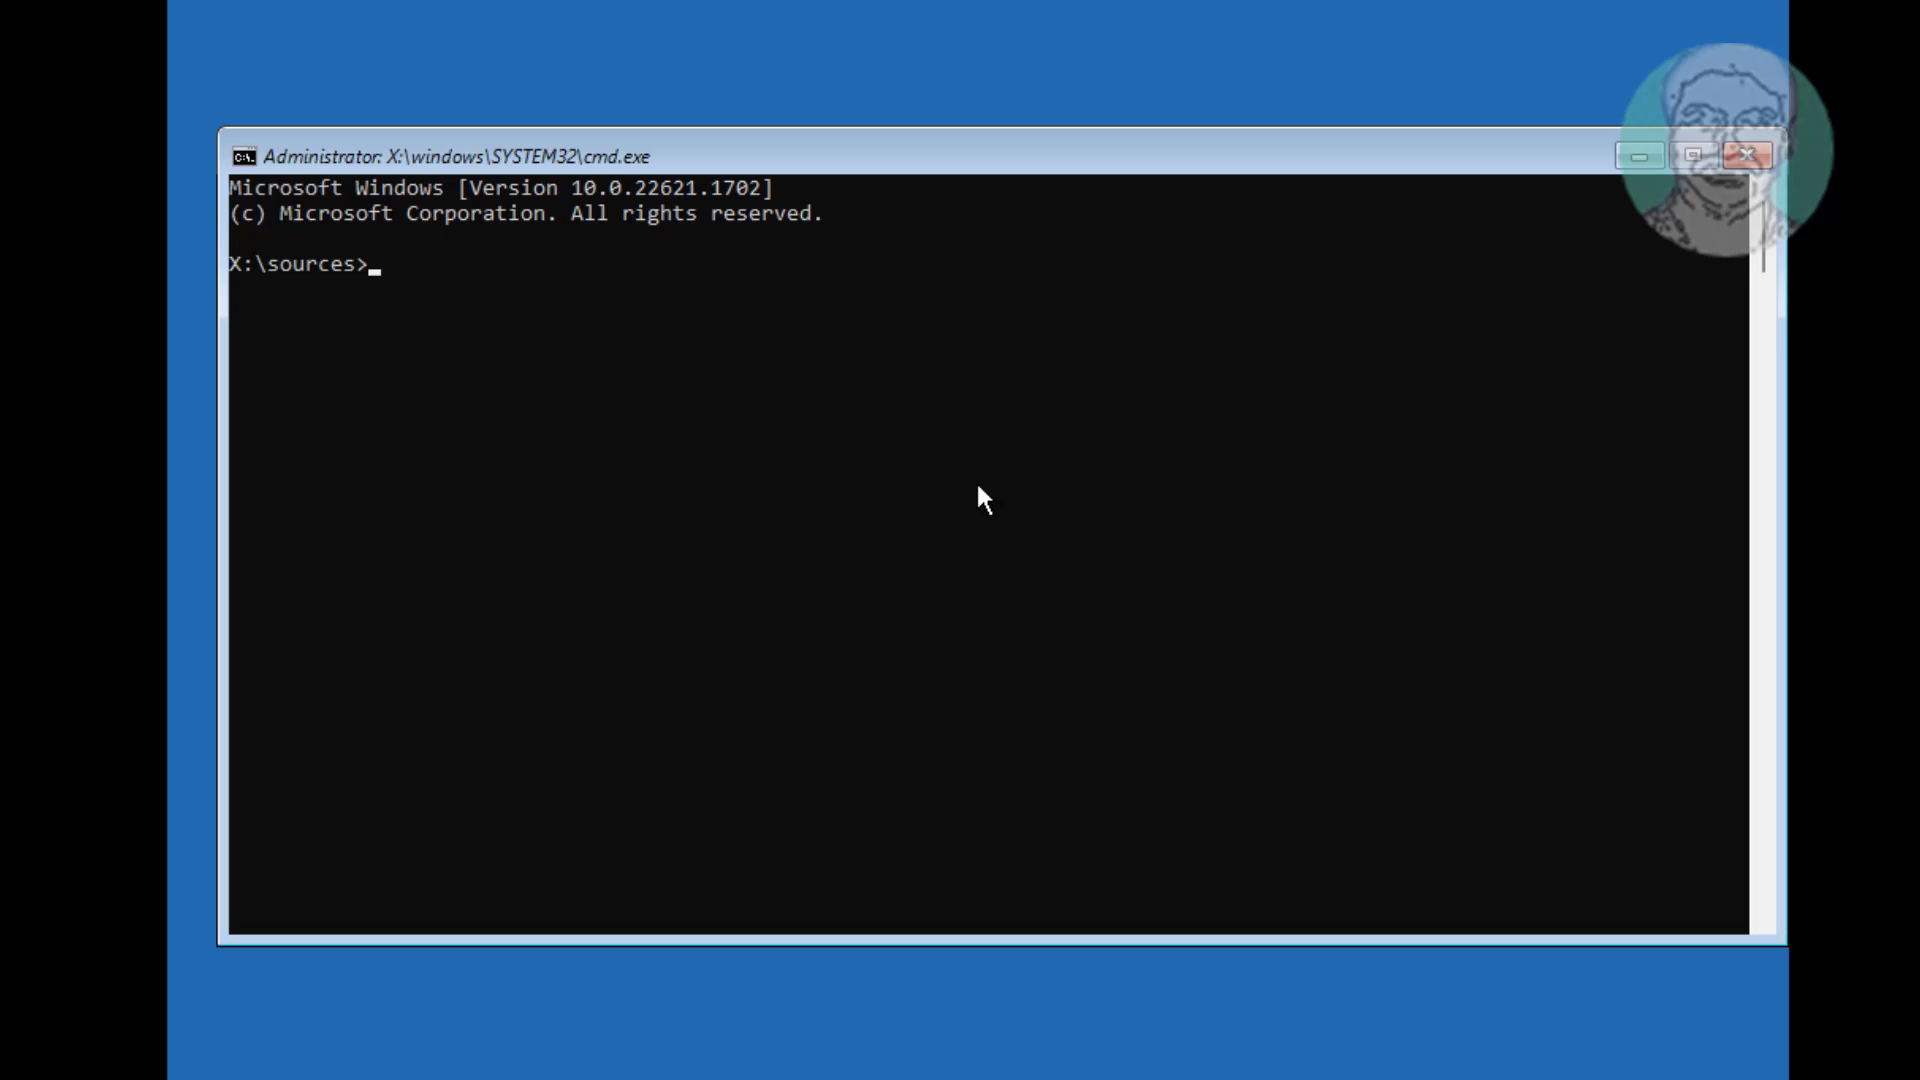 Administrator: X:\windows\SYSTEM32\cmd.exe
Microsoft Windows [Version 10.0.22621.1702]
(c) Microsoft Corporation. All rights reserved.
X:\sources>